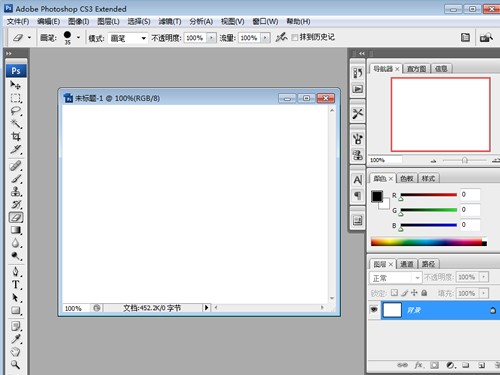 Adobe Photoshop CS3 Extended
文件(F) 编辑(E) 图像(I) 图层(L) 选择(S) 滤镜(T) 分析(A) 视图(V) 窗口(W) 帮助(H)
画笔: 35 模式: 画笔 不透明度: 100% 流量: 100% 抹到历史记
Ps
未标题-1 @ 100%(RGB/8)
100% 文档:452.2K/0 字节
导航器 直方图 信息
100%
颜色 色板 样式
R 0
G 0
B 0
图层 通道 路径
正常 不透明度: 100%
锁定: 填充: 100%
背景